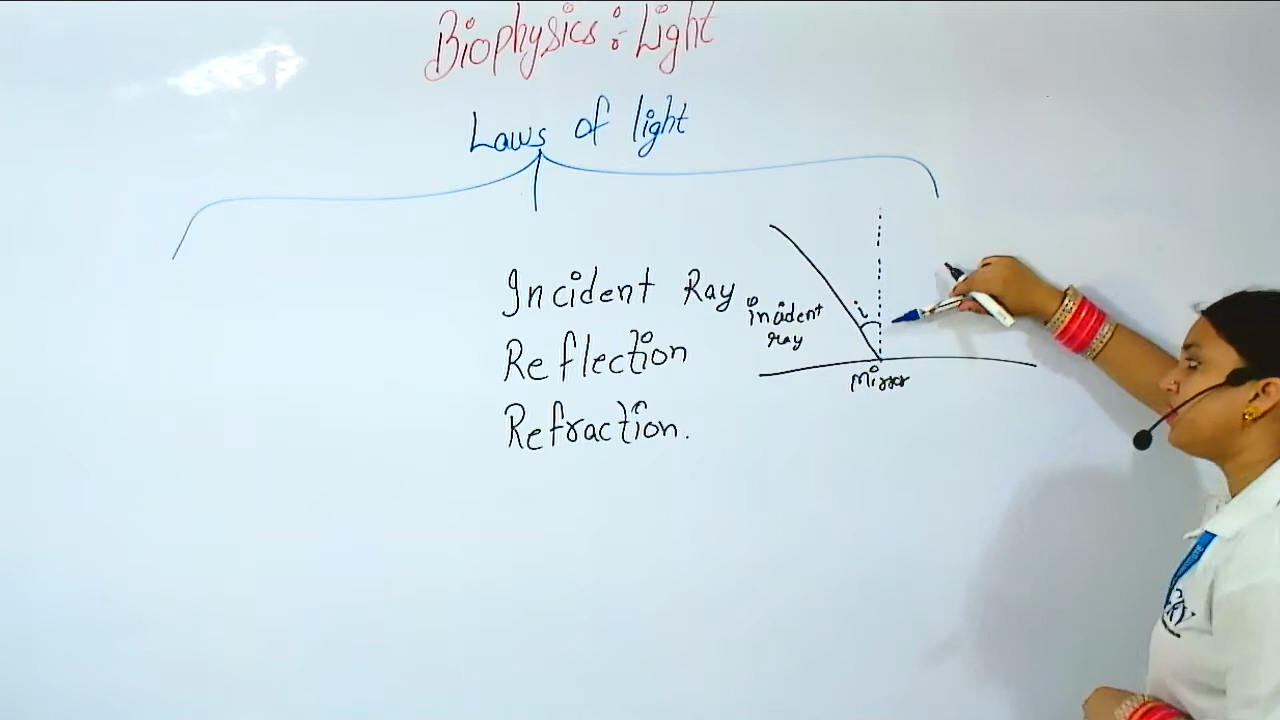 Biophysics : Light
Laws of light
Incident Ray
Reflection
Refraction.
incident
ray
i
Mirror